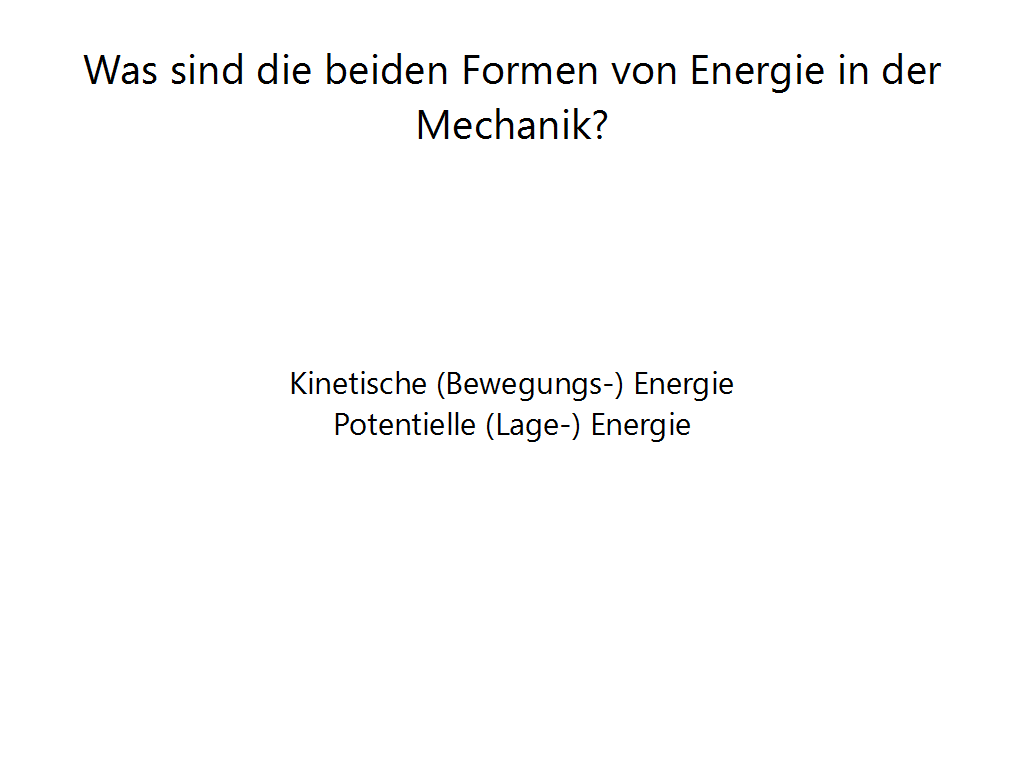 Was sind die beiden Formen von Energie in der
Mechanik?
Kinetische (Bewegungs-) Energie
Potentielle (Lage-) Energie